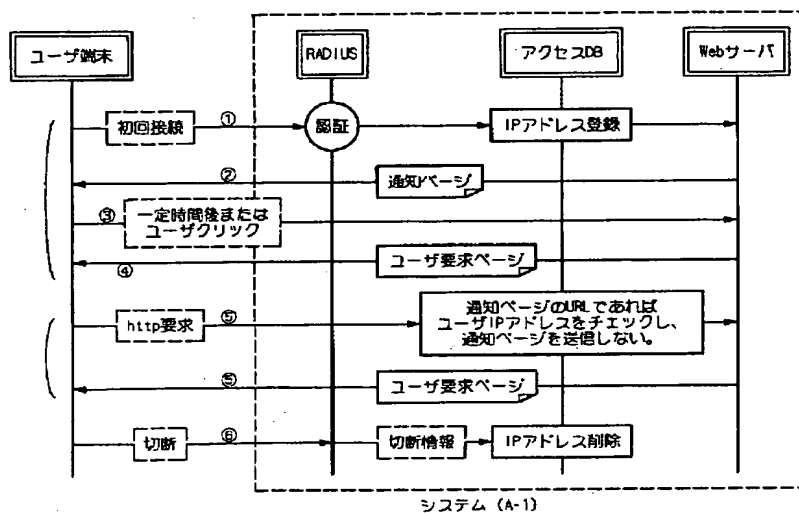 ユーザ端末
RADIUS
アクセスDB
Webサーバ
初回接続
①
認証
IPアドレス登録
②
通知ページ
③
一定時間後または
ユーザクリック
④
ユーザ要求ページ
http要求
⑤
通知ページのURLであれば
ユーザIPアドレスをチェックし、
通知ページを送信しない。
⑤
ユーザ要求ページ
切断
⑥
切断情報
IPアドレス削除
システム (A-1)